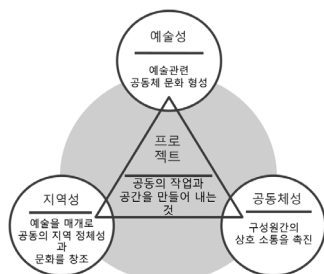 예술성
예술관련
공동체 문화 형성
프로
젝트
공동의 작업과
공간을 만들어 내는
것
지역성
예술을 매개로
공동의 지역 정체성
과
문화를 창조
공동체성
구성원간의
상호 소통을 촉진